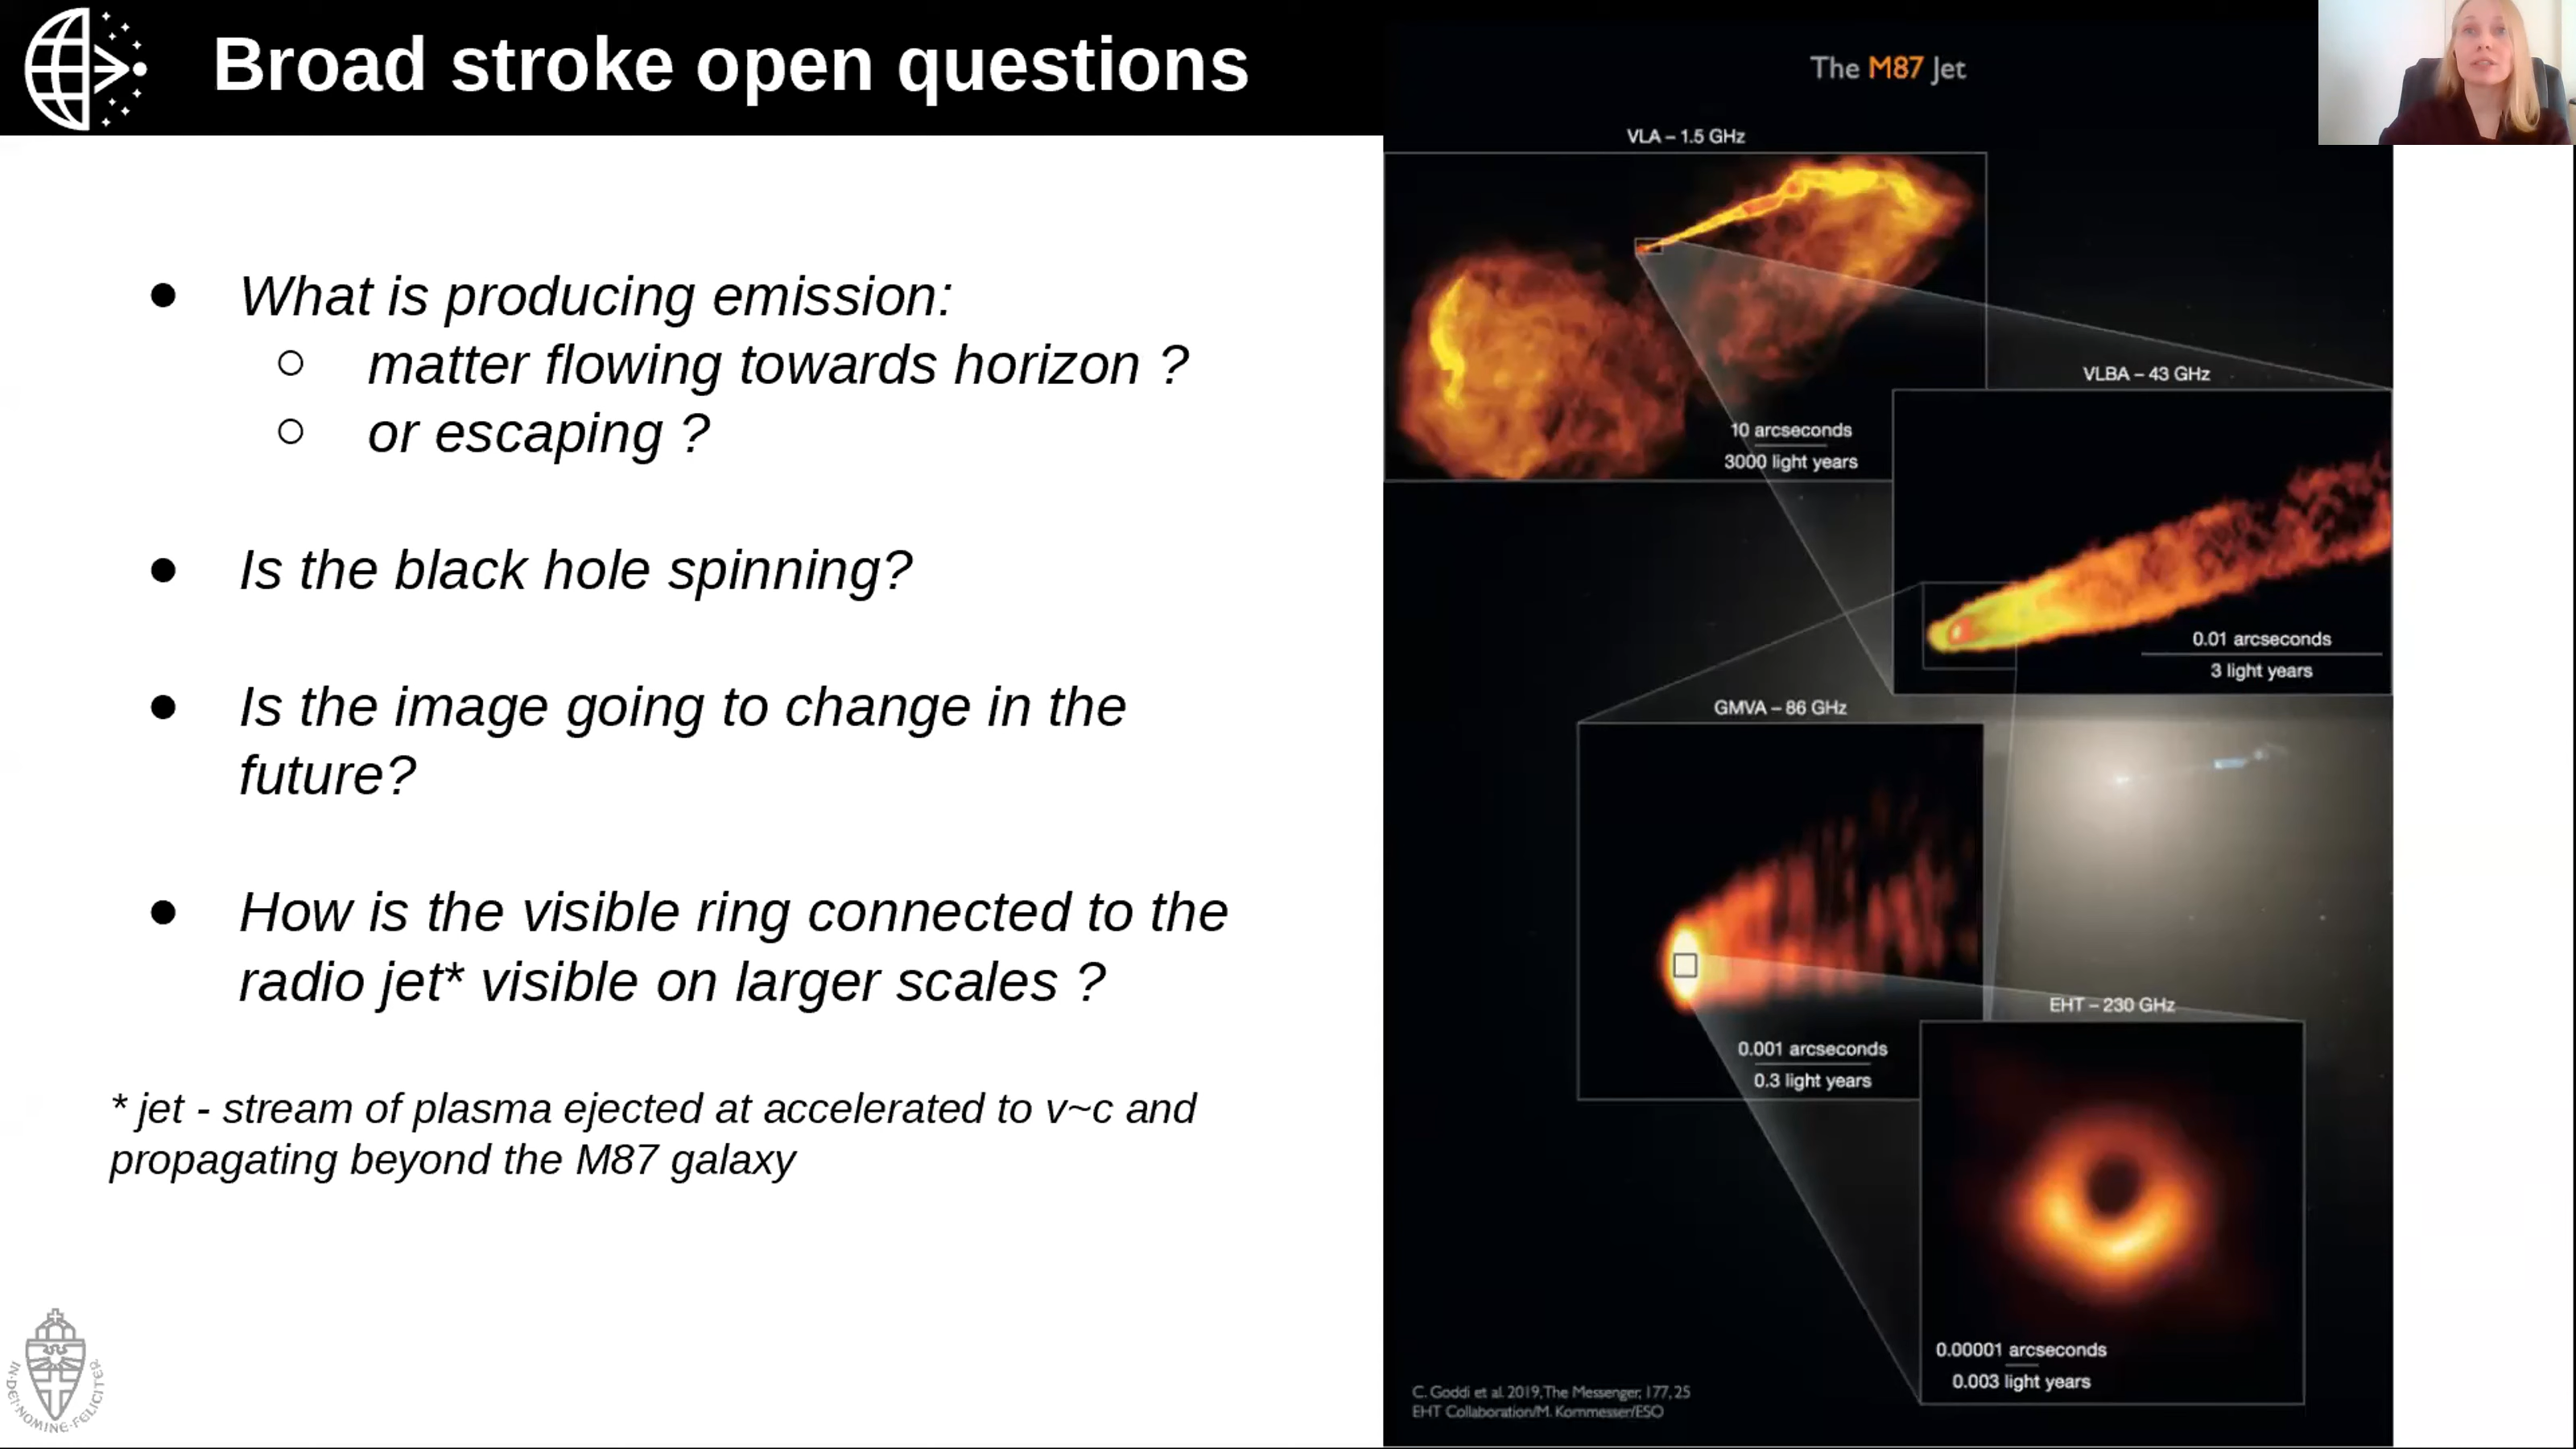 Broad stroke open questions
● What is producing emission:
○ matter flowing towards horizon ?
○ or escaping ?
● Is the black hole spinning?
● Is the image going to change in the
future?
● How is the visible ring connected to the
radio jet* visible on larger scales ?
* jet - stream of plasma ejected at accelerated to v~c and
propagating beyond the M87 galaxy
IN·DEI·NOMINE·FELICITER
The M87 Jet
VLA – 1.5 GHz
10 arcseconds
3000 light years
VLBA – 43 GHz
0.01 arcseconds
3 light years
GMVA – 86 GHz
0.001 arcseconds
0.3 light years
EHT – 230 GHz
0.00001 arcseconds
0.003 light years
C. Goddi et al. 2019, The Messenger, 177, 25
EHT Collaboration/M. Kornmesser/ESO